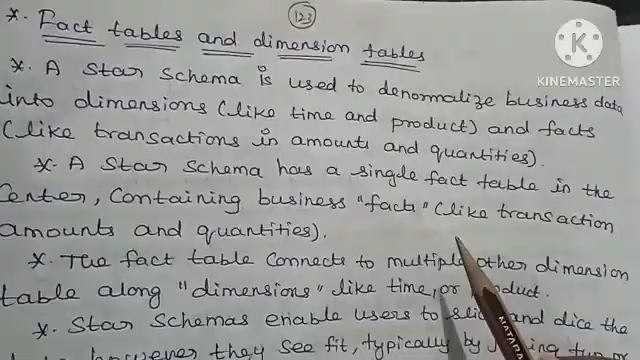 123
*. Fact tables and dimension tables
*. A Star schema is used to denormalize business data
into dimensions (like time and product) and facts
(like transactions in amounts and quantities).
*. A Star schema has a single fact table in the
Center, Containing business "facts" (like transaction
amounts and quantities).
*. The fact table connects to multiple other dimension
table along "dimensions" like time, or product.
*. Star schemas enable users to slice and dice the
however they see fit, typically by
KINEMASTER
MATARA